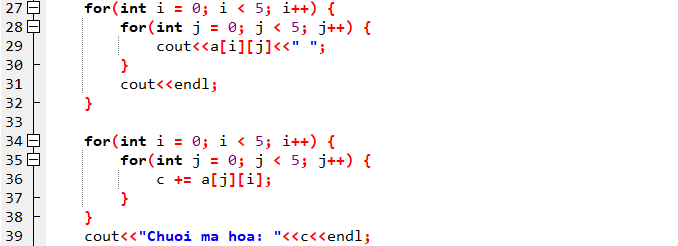 27 for(int i = 0; i < 5; i++) {
28 for(int j = 0; j < 5; j++) {
29 cout<<a[i][j]<<" ";
30 }
31 cout<<endl;
32 }
33
34 for(int i = 0; i < 5; i++) {
35 for(int j = 0; j < 5; j++) {
36 c += a[j][i];
37 }
38 }
39 cout<<"Chuoi ma hoa: "<<c<<endl;